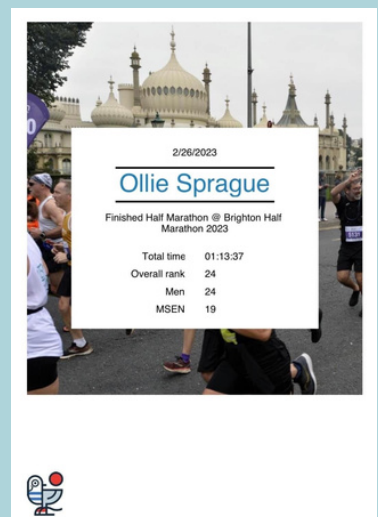 2/26/2023
Ollie Sprague
Finished Half Marathon @ Brighton Half
Marathon 2023
Total time 01:13:37
Overall rank 24
Men 24
MSEN 19